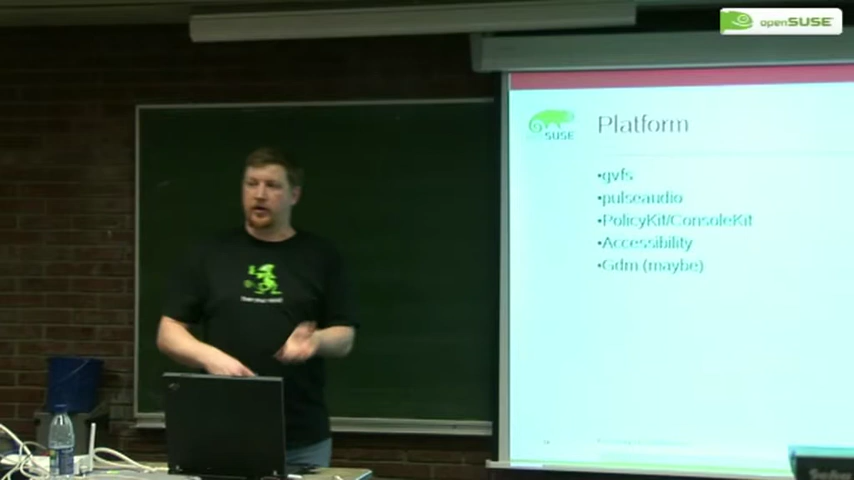 openSUSE
SUSE
Platform
•gvfs
•pulseaudio
•PolicyKit/ConsoleKit
•Accessibility
•Gdm (maybe)